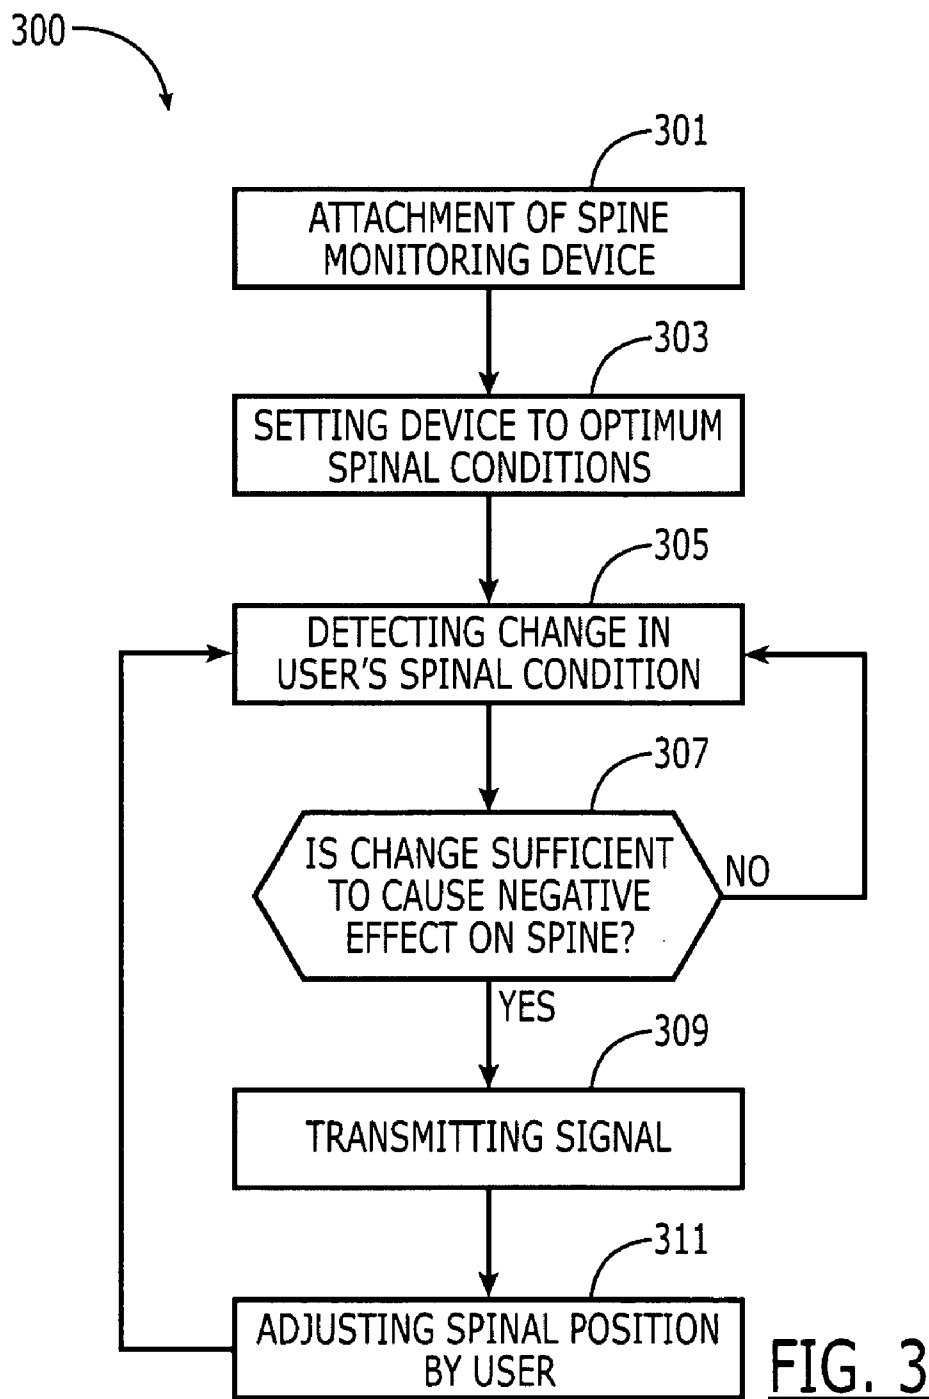 300
301
ATTACHMENT OF SPINE
MONITORING DEVICE
303
SETTING DEVICE TO OPTIMUM
SPINAL CONDITIONS
305
DETECTING CHANGE IN
USER'S SPINAL CONDITION
307
IS CHANGE SUFFICIENT
TO CAUSE NEGATIVE
EFFECT ON SPINE?
NO
YES
309
TRANSMITTING SIGNAL
311
ADJUSTING SPINAL POSITION
BY USER
FIG. 3